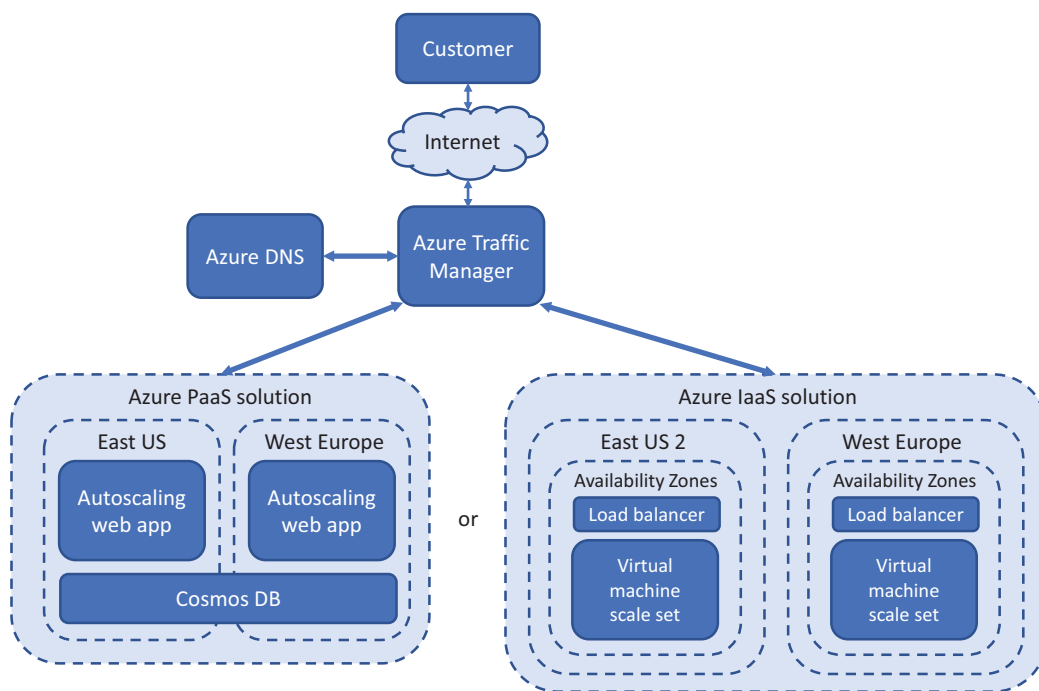 Customer
Internet
Azure DNS
Azure Traffic
Manager
Azure PaaS solution
East US
West Europe
Autoscaling
web app
Autoscaling
web app
Cosmos DB
or
Azure IaaS solution
East US 2
West Europe
Availability Zones
Availability Zones
Load balancer
Load balancer
Virtual
machine
scale set
Virtual
machine
scale set